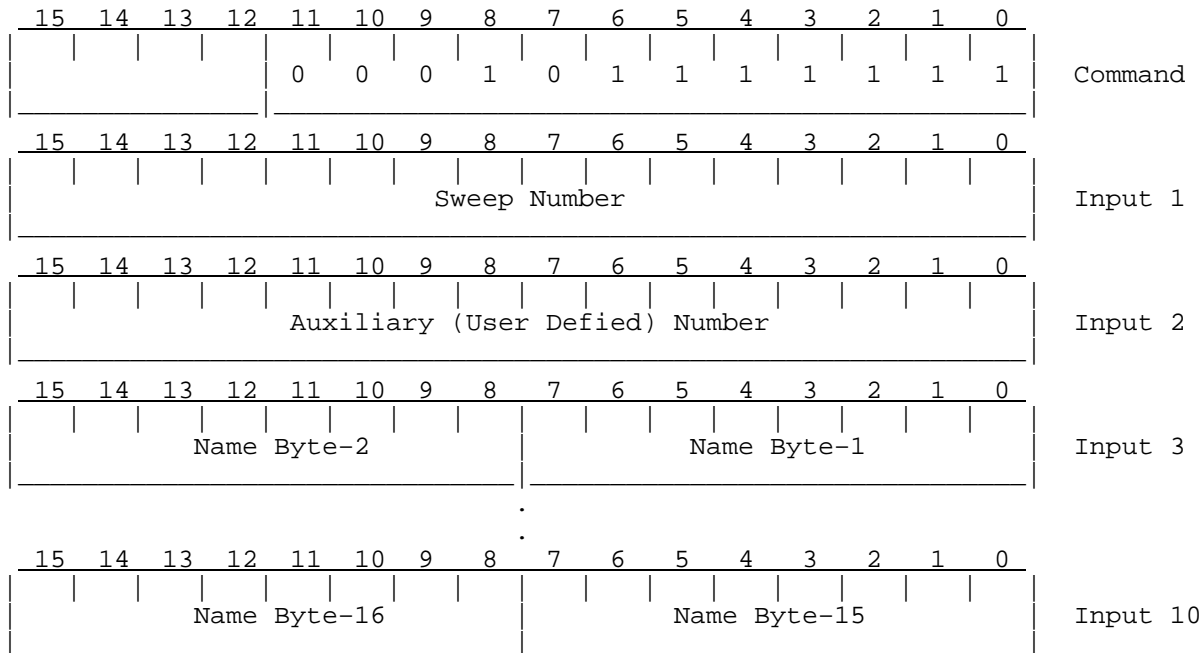 15 14 13 12 11 10 9 8 7 6 5 4 3 2 1 0
0 0 0 1 0 1 1 1 1 1 1 1 Command
15 14 13 12 11 10 9 8 7 6 5 4 3 2 1 0
Sweep Number Input 1
15 14 13 12 11 10 9 8 7 6 5 4 3 2 1 0
Auxiliary (User Defied) Number Input 2
15 14 13 12 11 10 9 8 7 6 5 4 3 2 1 0
Name Byte-2 Name Byte-1 Input 3
.
.
15 14 13 12 11 10 9 8 7 6 5 4 3 2 1 0
Name Byte-16 Name Byte-15 Input 10